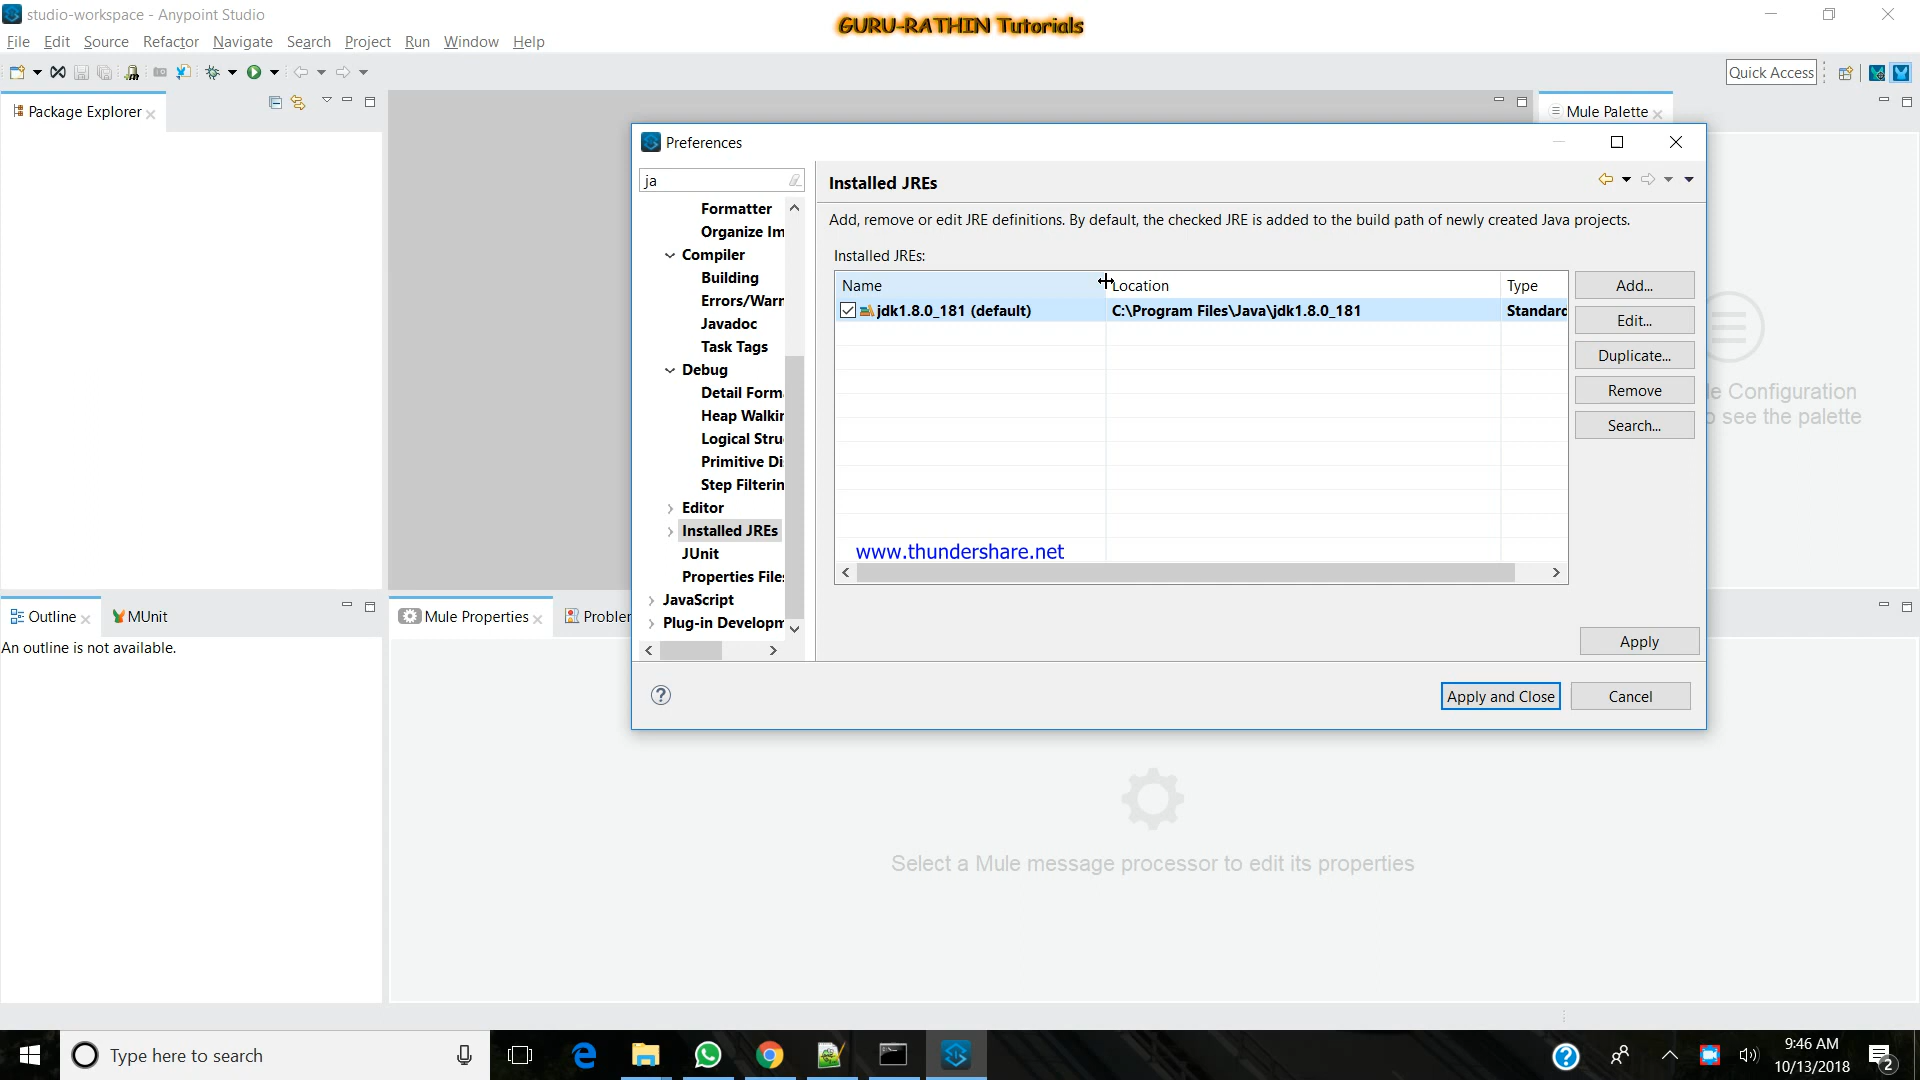 studio-workspace - Anypoint Studio
GURU-RATHIN Tutorials
File Edit Source Refactor Navigate Search Project Run Window Help
Quick Access
Package Explorer
Mule Palette
Preferences
ja
Installed JREs
Add, remove or edit JRE definitions. By default, the checked JRE is added to the build path of newly created Java projects.
Installed JREs:
Name Location Type
jdk1.8.0_181 (default) C:\Program Files\Java\jdk1.8.0_181 Standard
Add...
Edit...
Duplicate...
Remove
Search...
Formatter
Organize Im
Compiler
Building
Errors/Warn
Javadoc
Task Tags
Debug
Detail Form
Heap Walkin
Logical Stru
Primitive Di
Step Filterin
Editor
Installed JREs
JUnit
Properties Files
JavaScript
Plug-in Developm
www.thundershare.net
Apply
Apply and Close
Cancel
Configuration
see the palette
Outline
MUnit
An outline is not available.
Mule Properties
Problem
Select a Mule message processor to edit its properties
Type here to search
9:46 AM
10/13/2018
2